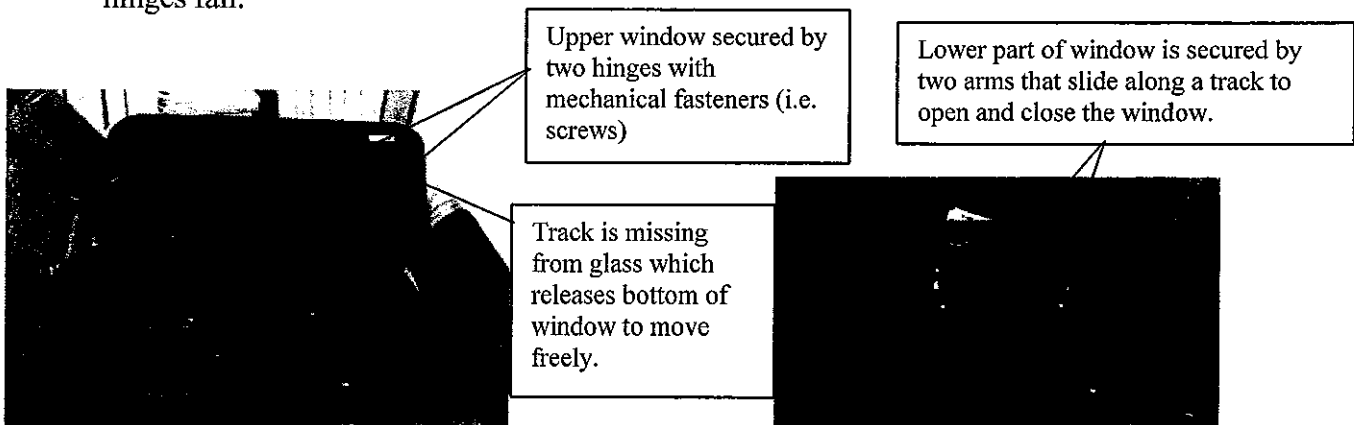 hinges fail.
Upper window secured by
two hinges with
mechanical fasteners (i.e.
screws)
Lower part of window is secured by
two arms that slide along a track to
open and close the window.
Track is missing
from glass which
releases bottom of
window to move
freely.